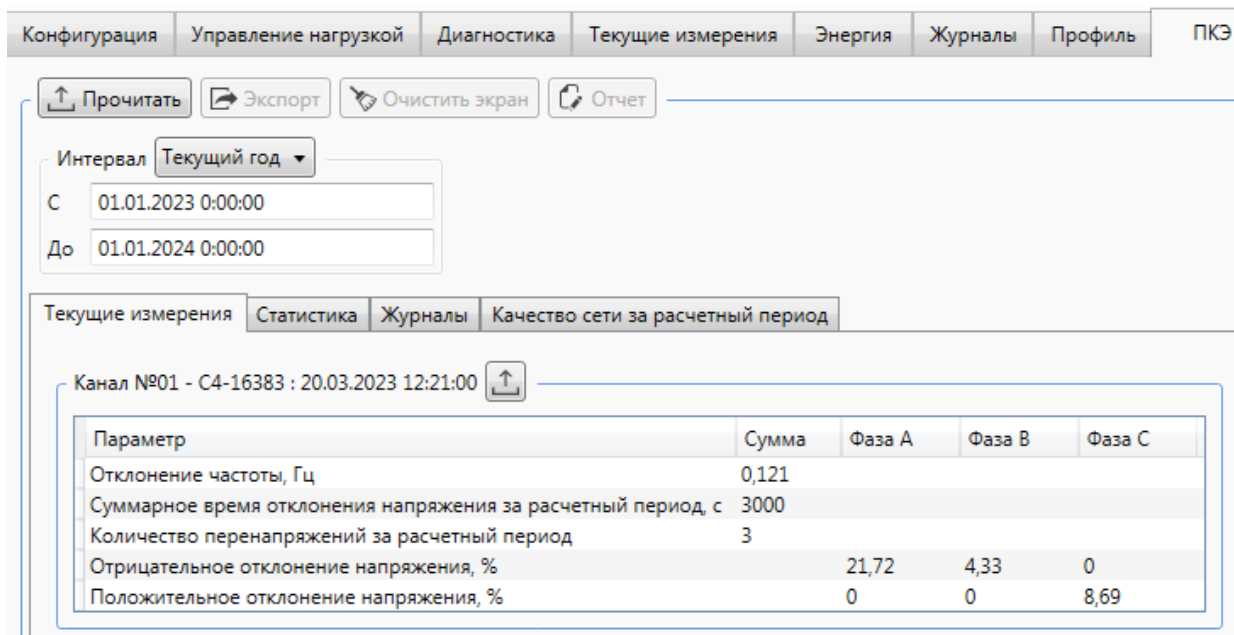 Конфигурация Управление нагрузкой Диагностика Текущие измерения Энергия Журналы Профиль ПКЭ
Прочитать Экспорт Очистить экран Отчет
Интервал Текущий год
С 01.01.2023 0:00:00
До 01.01.2024 0:00:00
Текущие измерения Статистика Журналы Качество сети за расчетный период
Канал №01 - С4-16383 : 20.03.2023 12:21:00
Параметр Сумма Фаза A Фаза B Фаза C
Отклонение частоты, Гц 0,121
Суммарное время отклонения напряжения за расчетный период, с 3000
Количество перенапряжений за расчетный период 3
Отрицательное отклонение напряжения, % 21,72 4,33 0
Положительное отклонение напряжения, % 0 0 8,69